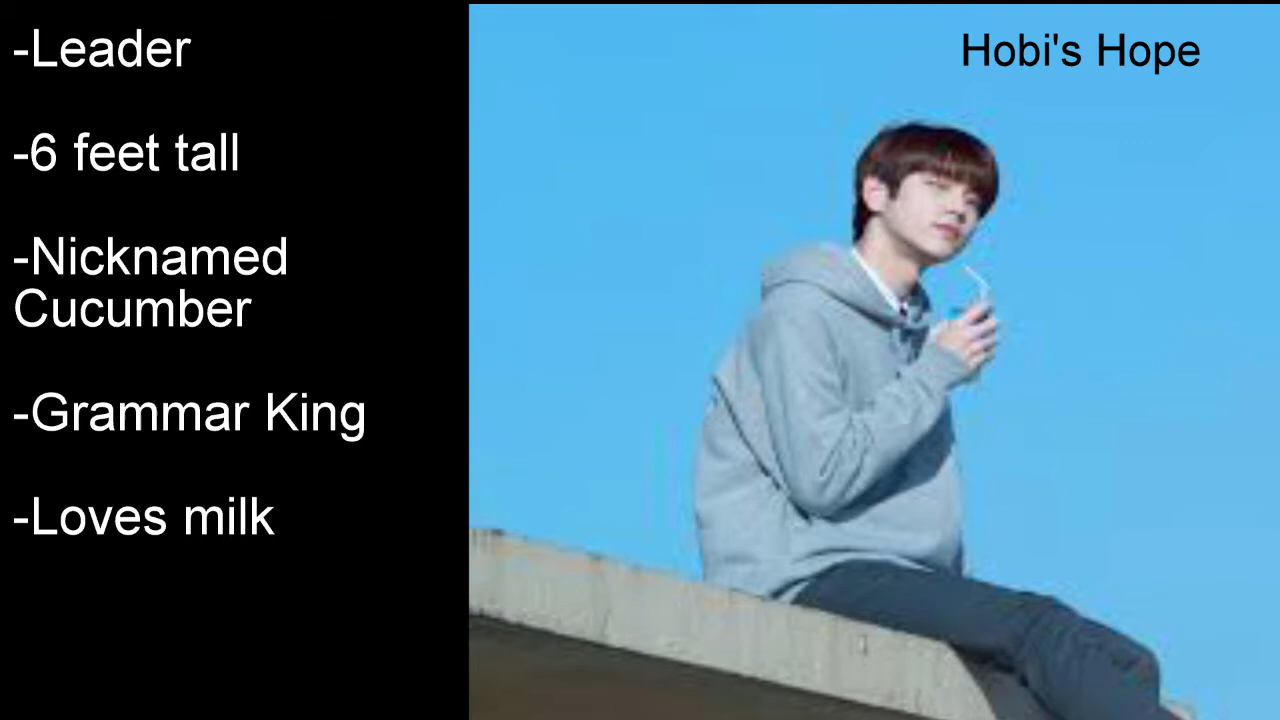 -Leader
-6 feet tall
-Nicknamed
Cucumber
-Grammar King
-Loves milk
Hobi's Hope